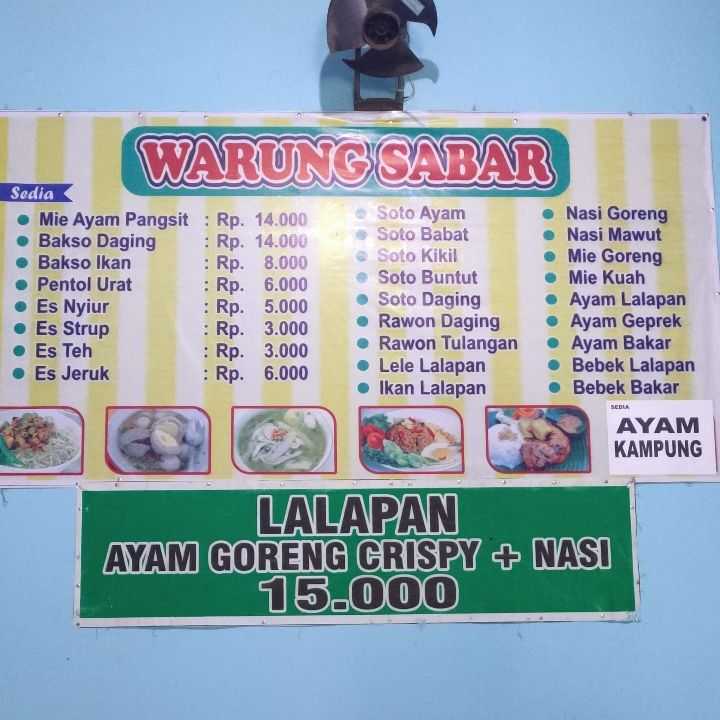 WARUNG SABAR
Sedia
Mie Ayam Pangsit : Rp. 14.000
Bakso Daging : Rp. 14.000
Bakso Ikan : Rp. 8.000
Pentol Urat : Rp. 6.000
Es Nyiur : Rp. 5.000
Es Strup : Rp. 3.000
Es Teh : Rp. 3.000
Es Jeruk : Rp. 6.000
Soto Ayam
Soto Babat
Soto Kikil
Soto Buntut
Soto Daging
Rawon Daging
Rawon Tulangan
Lele Lalapan
Ikan Lalapan
Nasi Goreng
Nasi Mawut
Mie Goreng
Mie Kuah
Ayam Lalapan
Ayam Geprek
Ayam Bakar
Bebek Lalapan
Bebek Bakar
SEDIA
AYAM
KAMPUNG
LALAPAN
AYAM GORENG CRISPY + NASI
15.000